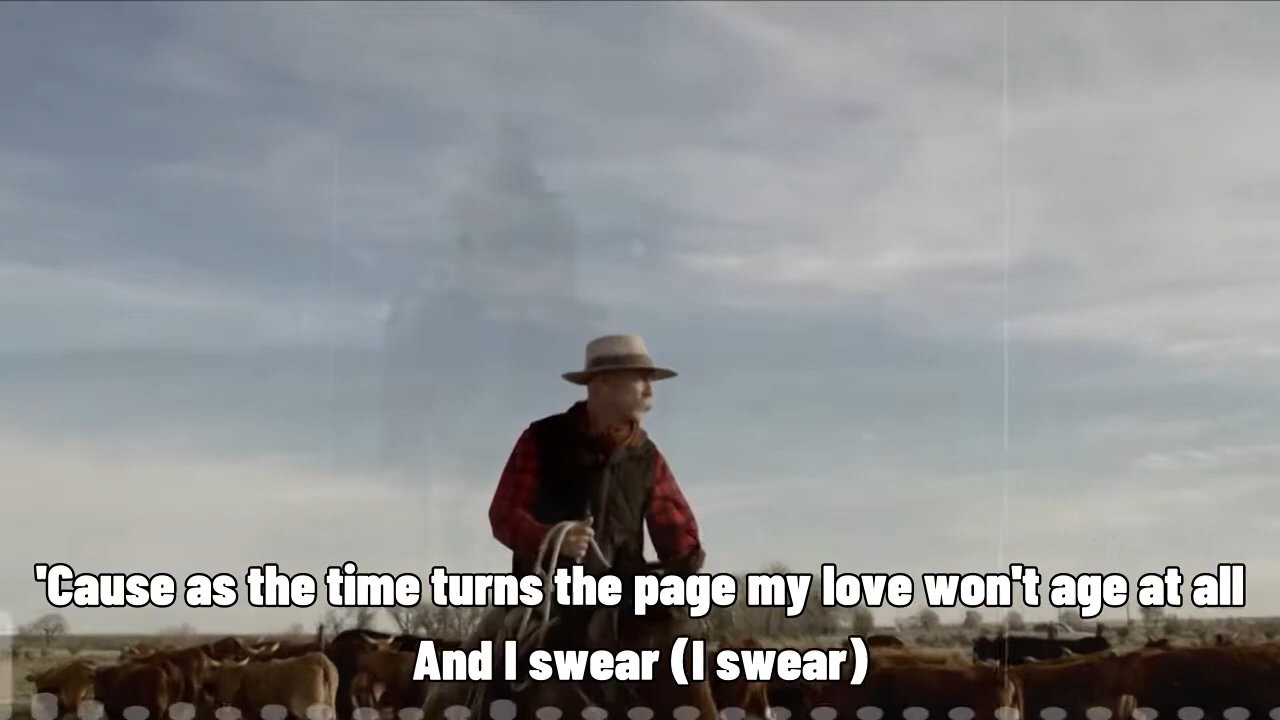 'Cause as the time turns the page my love won't age at all
And I swear (I swear)